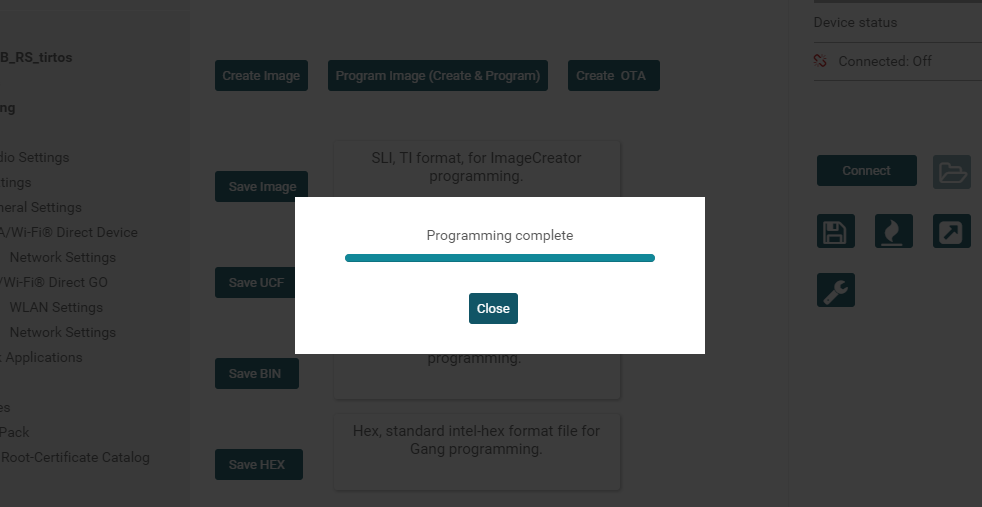 B_RS_tirtos
ng
dio Settings
ttings
neral Settings
A/Wi-Fi® Direct Device
Network Settings
/Wi-Fi® Direct GO
WLAN Settings
Network Settings
k Applications
es
Pack
Root-Certificate Catalog
Create Image
Program Image (Create & Program)
Create OTA
Save Image
SLI, TI format, for ImageCreator
programming.
Programming complete
Close
Save UCF
programming.
Save BIN
Hex, standard intel-hex format file for
Gang programming.
Save HEX
Device status
Connected: Off
Connect